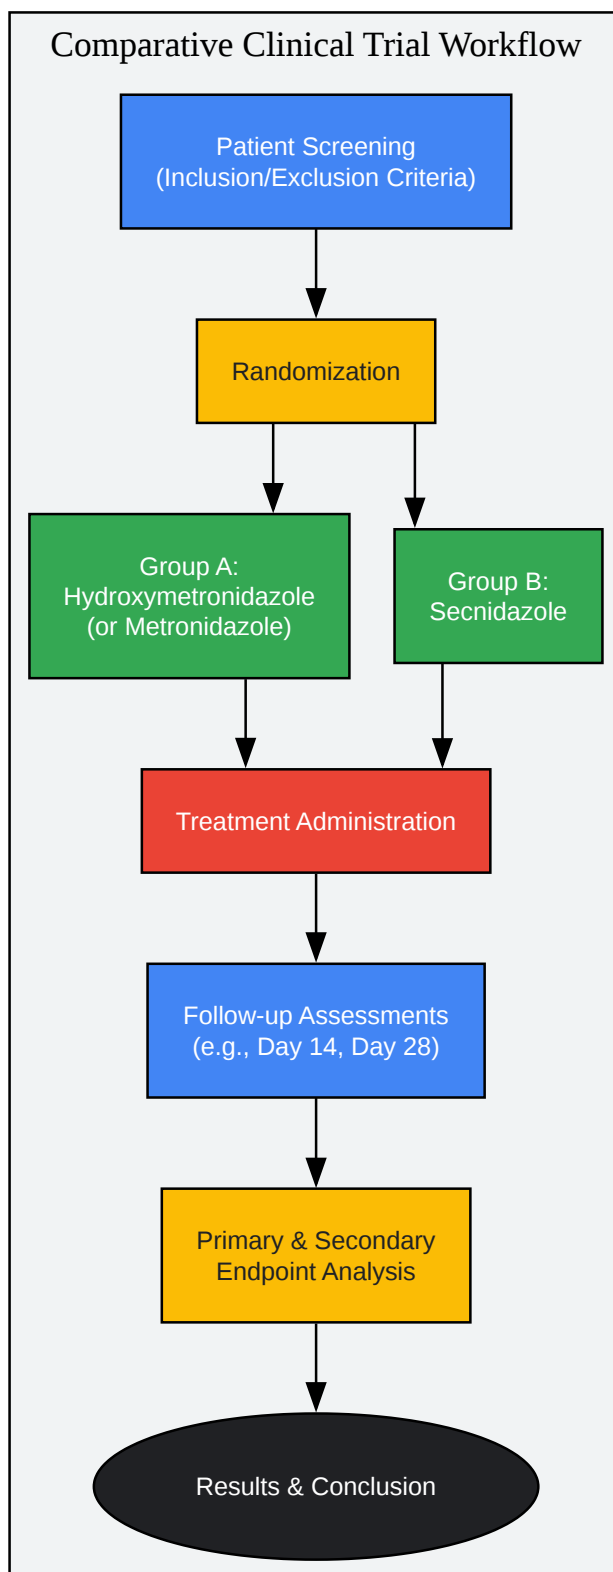 Comparative Clinical Trial Workflow
Patient Screening
(Inclusion/Exclusion Criteria)
Randomization
Group A:
Hydroxymetronidazole
(or Metronidazole)
Group B:
Secnidazole
Treatment Administration
Follow-up Assessments
(e.g., Day 14, Day 28)
Primary & Secondary
Endpoint Analysis
Results & Conclusion